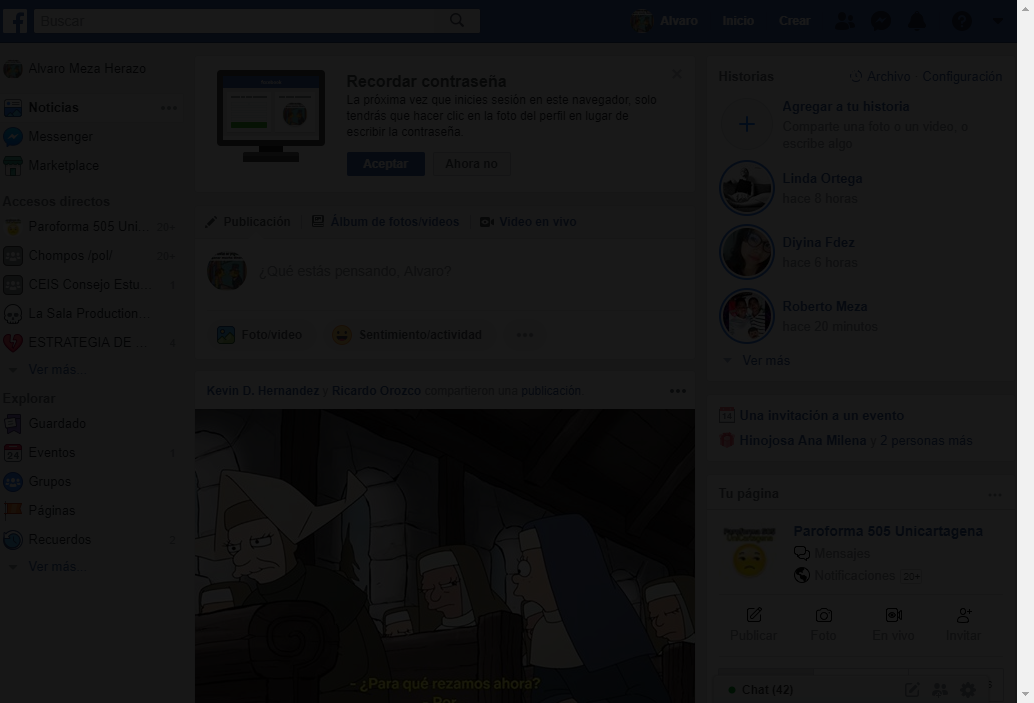 Buscar
Alvaro
Inicio
Crear
Alvaro Meza Herazo
Noticias
Messenger
Marketplace
Accesos directos
Paroforma 505 Uni... 20+
Chompos /pol/ 20+
CEIS Consejo Estu...
La Sala Production...
ESTRATEGIA DE ... 4
Ver más...
Explorar
Guardado
Eventos
Grupos
Páginas
Recuerdos 2
Ver más...
Recordar contraseña
La próxima vez que inicies sesión en este navegador, solo
tendrás que hacer clic en la foto del perfil en lugar de
escribir la contraseña.
Aceptar
Ahora no
Publicación
Álbum de fotos/videos
Video en vivo
¿Qué estás pensando, Alvaro?
Foto/video
Sentimiento/actividad
Kevin D. Hernandez y Ricardo Orozco compartieron una publicación.
- ¿Para qué rezamos ahora?
Historias
Archivo · Configuración
Agregar a tu historia
Comparte una foto o un video, o
escribe algo
Linda Ortega
hace 8 horas
Diyina Fdez
hace 6 horas
Roberto Meza
hace 28 minutos
Ver más
Una invitación a un evento
Hinojosa Ana Milena y 2 personas más
Tu página
Paroforma 505 Unicartagena
Mensajes
Notificaciones 20+
Publicar
Foto
En vivo
Invitar
Chat (42)